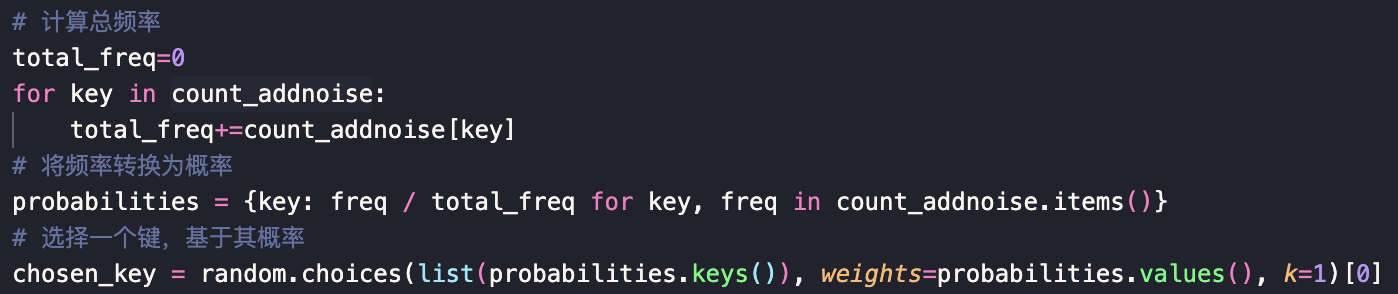 # 计算总频率
total_freq=0
for key in count_addnoise:
    total_freq+=count_addnoise[key]
# 将频率转换为概率
probabilities = {key: freq / total_freq for key, freq in count_addnoise.items()}
# 选择一个键，基于其概率
chosen_key = random.choices(list(probabilities.keys()), weights=probabilities.values(), k=1)[0]